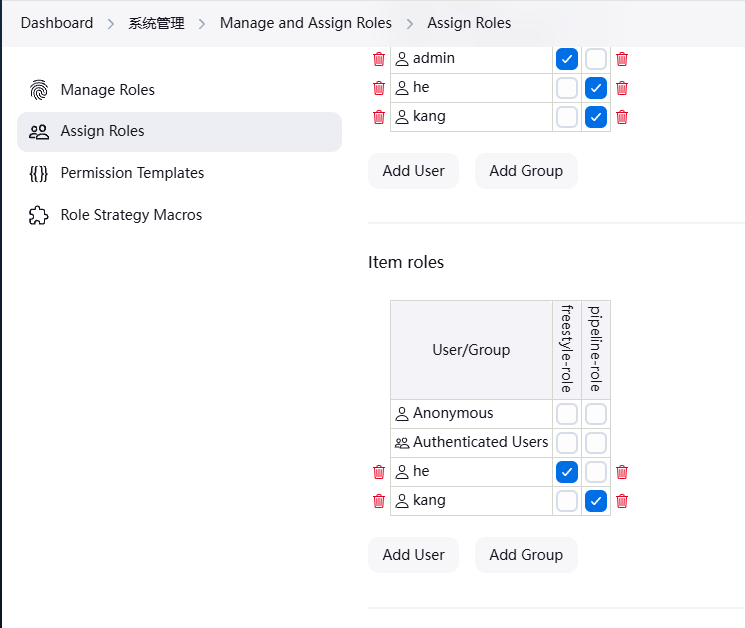 Dashboard > 系统管理 > Manage and Assign Roles > Assign Roles
Manage Roles
Assign Roles
Permission Templates
Role Strategy Macros
admin
he
kang
Add User Add Group
Item roles
User/Group freestyle-role pipeline-role
Anonymous
Authenticated Users
he
kang
Add User Add Group